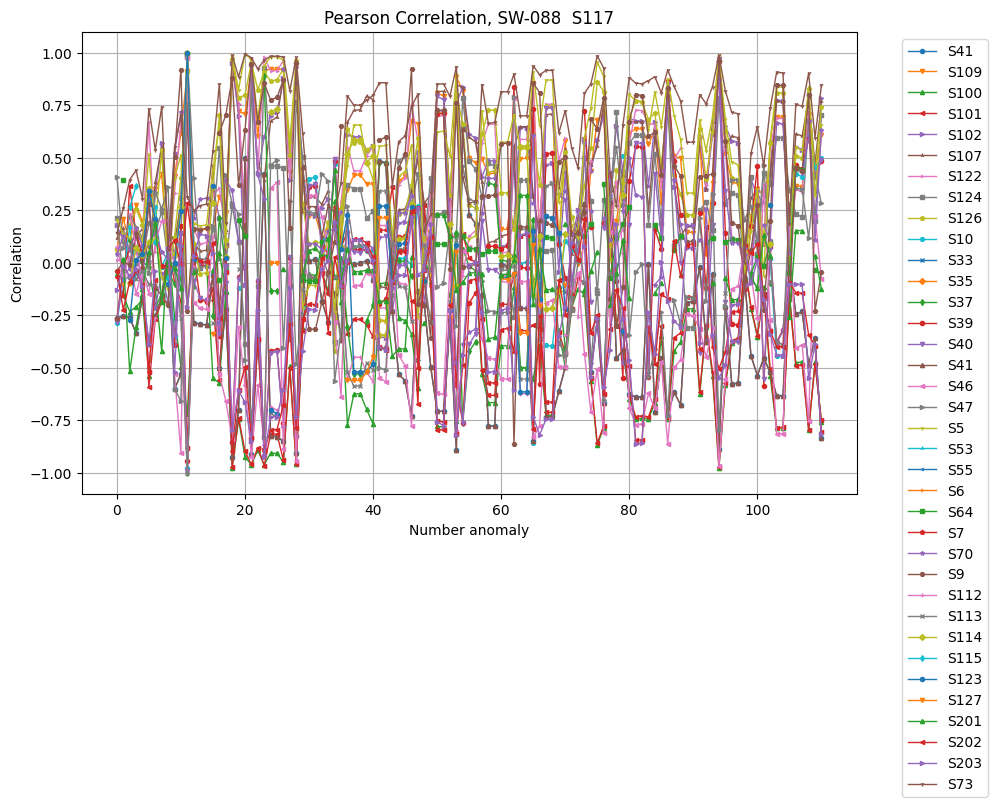 Pearson Correlation, SW-088  S117
1.00
0.75
0.50
0.25
0.00
−0.25
−0.50
−0.75
−1.00
Correlation
0 20 40 60 80 100
Number anomaly
S41
S109
S100
S101
S102
S107
S122
S124
S126
S10
S33
S35
S37
S39
S40
S41
S46
S47
S5
S53
S55
S6
S64
S7
S70
S9
S112
S113
S114
S115
S123
S127
S201
S202
S203
S73